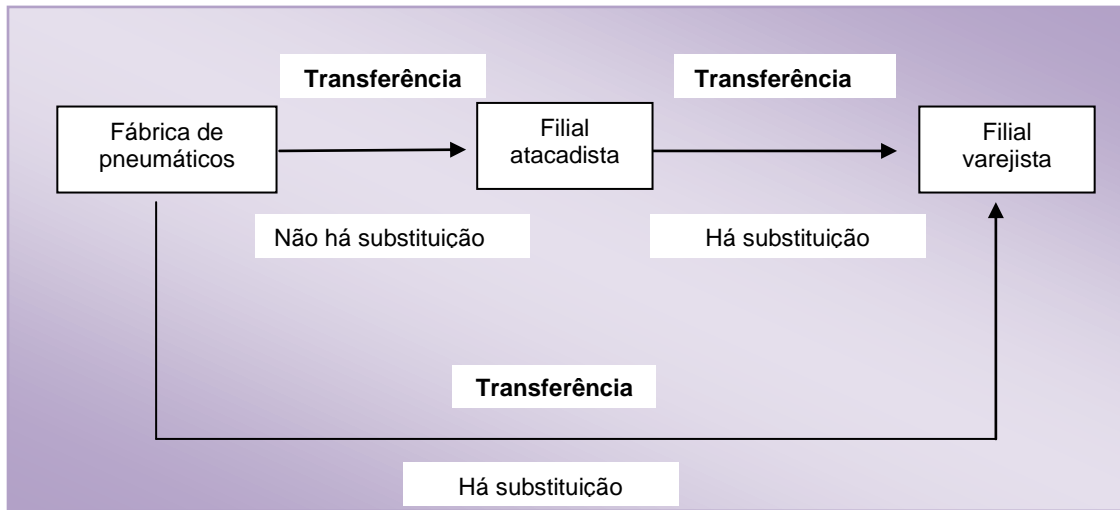 Transferência
Transferência
Fábrica de
pneumáticos
Filial
atacadista
Filial
varejista
Não há substituição
Há substituição
Transferência
Há substituição